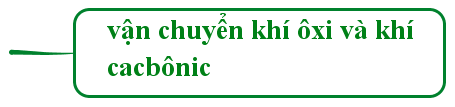 vận chuyển khí ôxi và khí
cacbônic